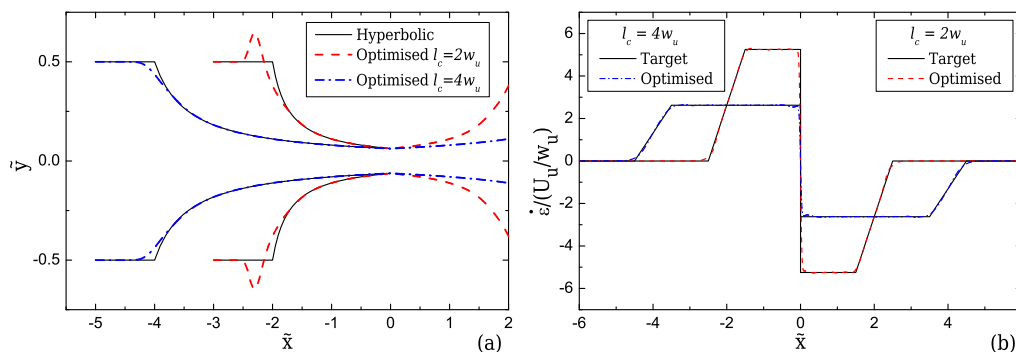 Hyperbolic
Optimised l_c=2w_u
Optimised l_c=4w_u
0.5
0.0
-0.5
ỹ
-5 -4 -3 -2 -1 0 1 2
x̃
(a)
l_c = 4w_u
Target
Optimised
l_c = 2w_u
Target
Optimised
6
4
2
0
-2
-4
-6
ε̇/(U_u/w_u)
-6 -4 -2 0 2 4
x̃
(b)